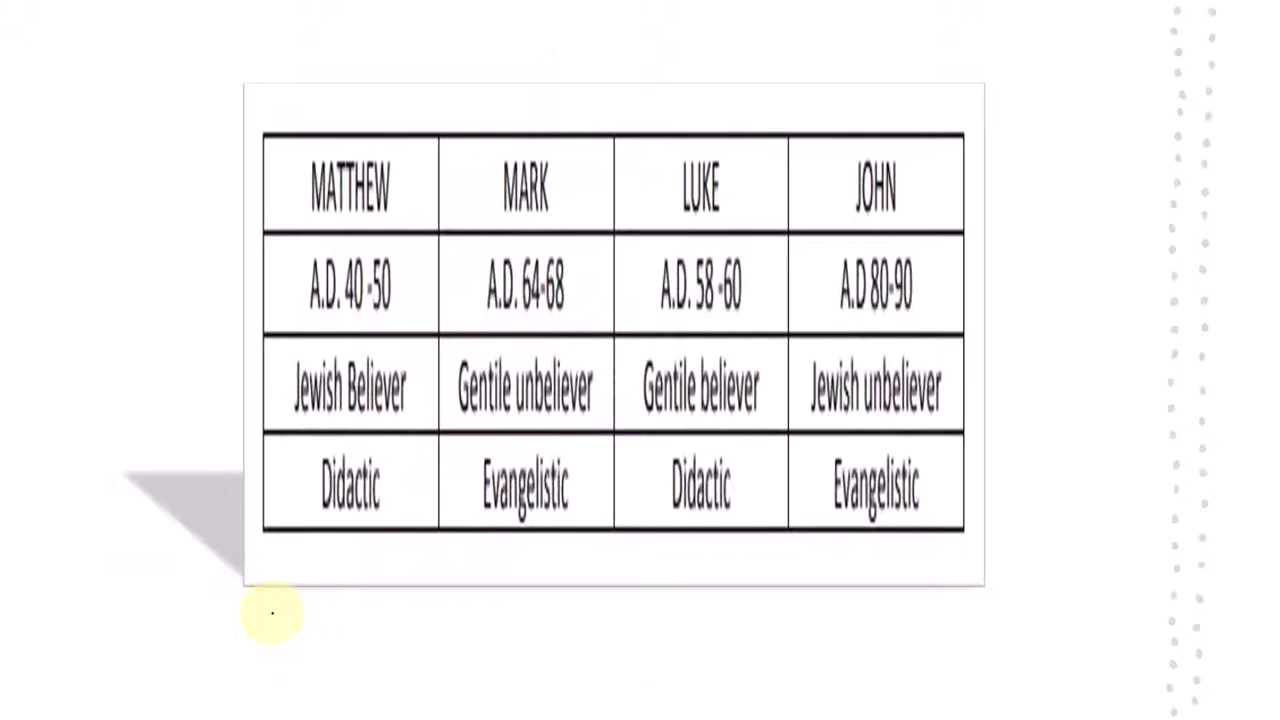 MATTHEW MARK LUKE JOHN
A.D. 40 -50 A.D. 64-68 A.D. 58 -60 A.D 80-90
Jewish Believer Gentile unbeliever Gentile believer Jewish unbeliever
Didactic Evangelistic Didactic Evangelistic